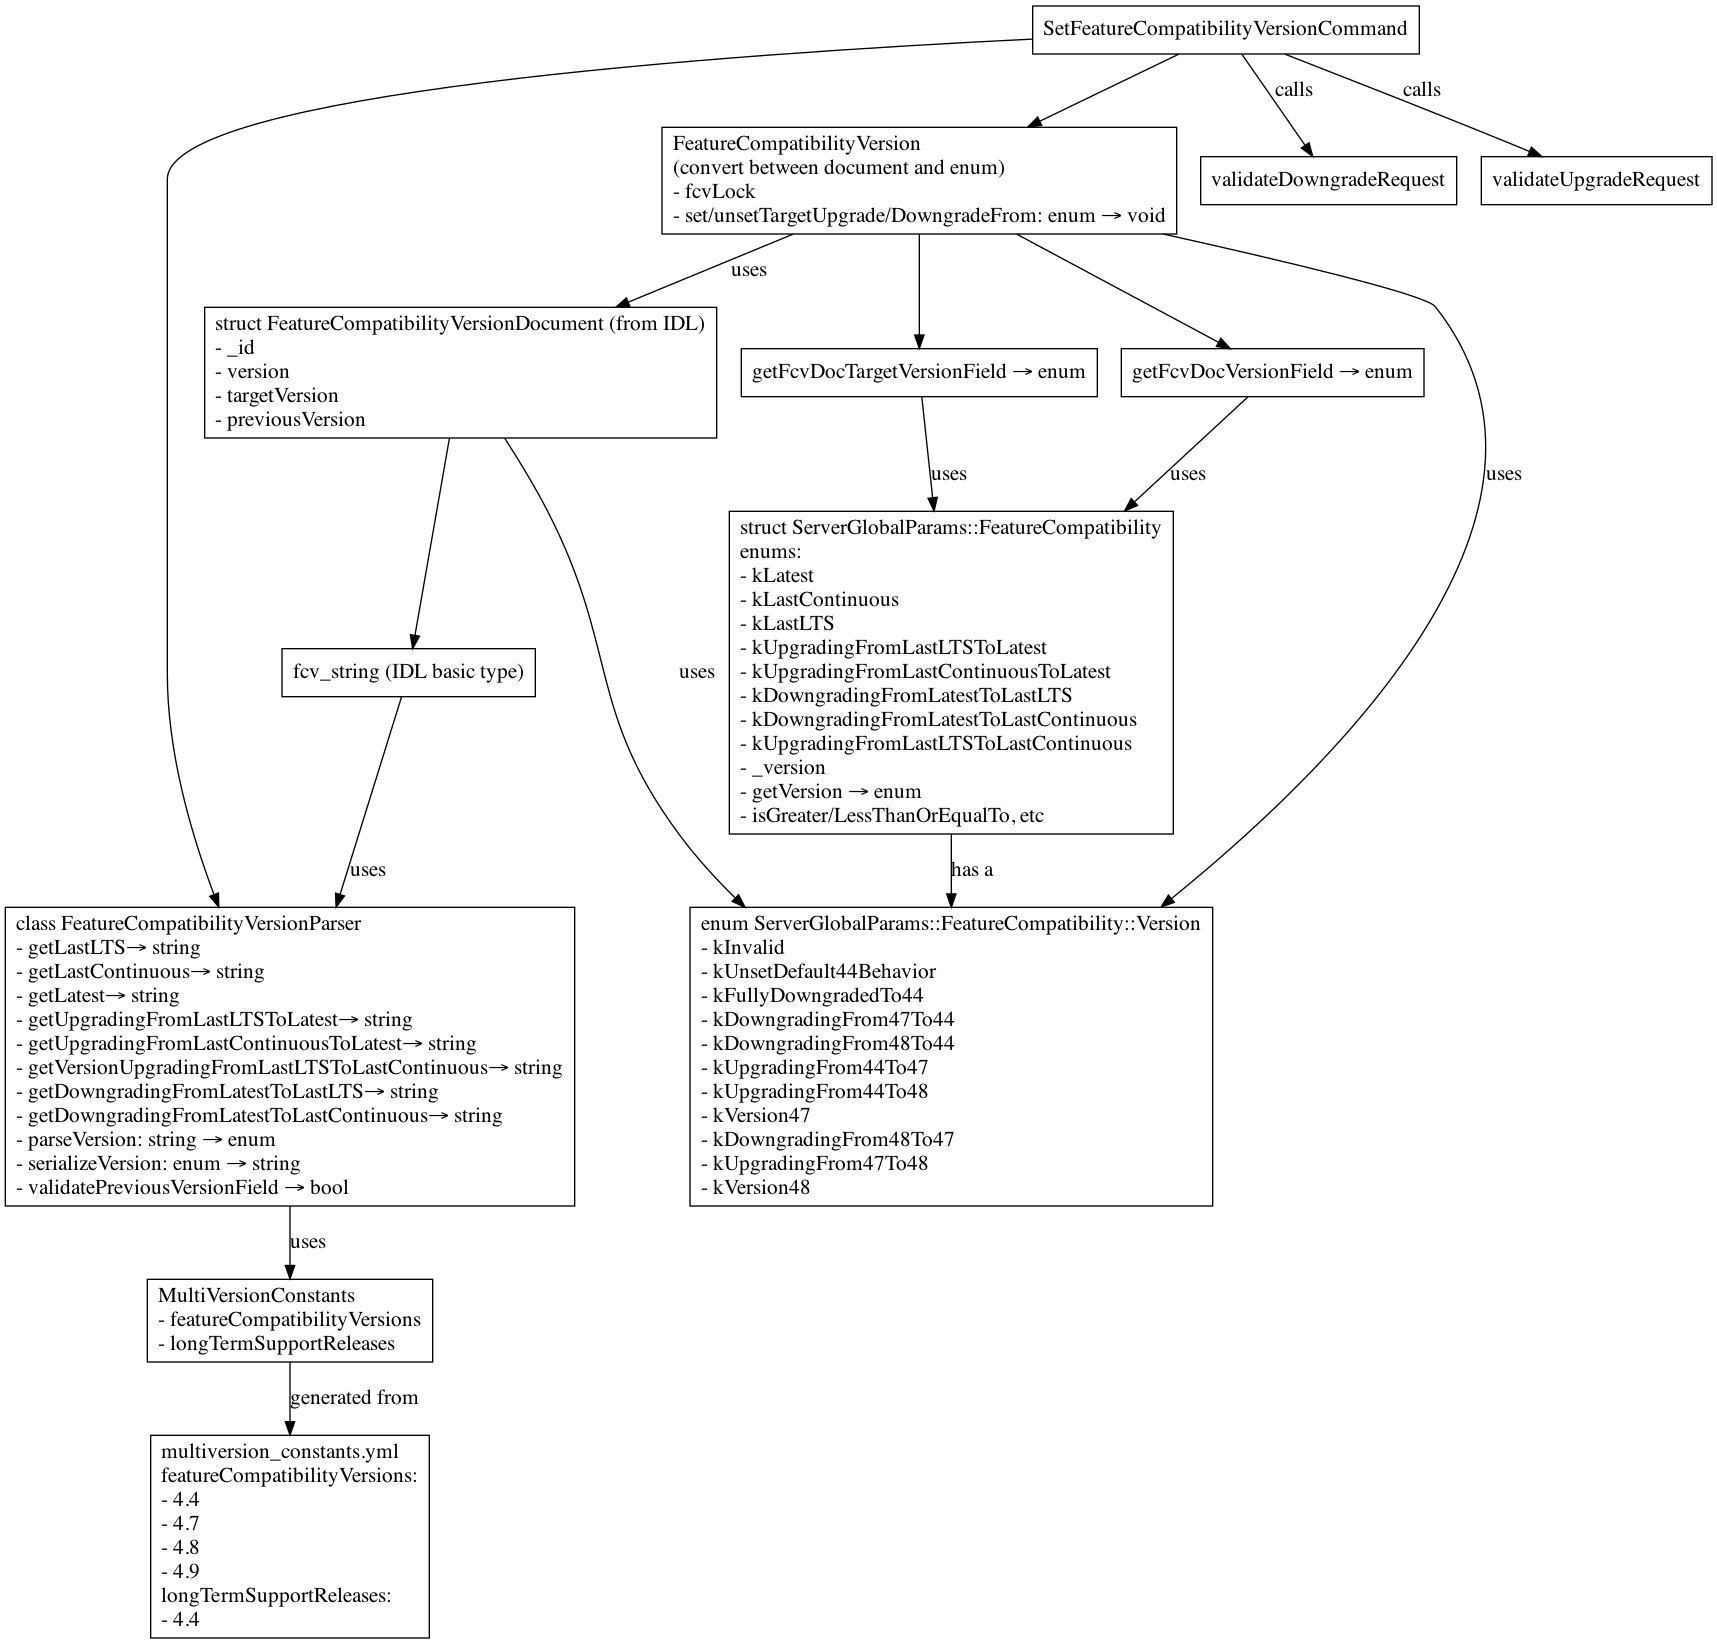 SetFeatureCompatibilityVersionCommand
calls
calls
FeatureCompatibilityVersion
(convert between document and enum)
- fcvLock
- set/unsetTargetUpgrade/DowngradeFrom: enum → void
validateDowngradeRequest
validateUpgradeRequest
uses
struct FeatureCompatibilityVersionDocument (from IDL)
- _id
- version
- targetVersion
- previousVersion
getFcvDocTargetVersionField → enum
getFcvDocVersionField → enum
uses
uses
uses
struct ServerGlobalParams::FeatureCompatibility
enums:
- kLatest
- kLastContinuous
- kLastLTS
- kUpgradingFromLastLTSToLatest
- kUpgradingFromLastContinuousToLatest
- kDowngradingFromLatestToLastLTS
- kDowngradingFromLatestToLastContinuous
- kUpgradingFromLastLTSToLastContinuous
- _version
- getVersion → enum
- isGreater/LessThanOrEqualTo, etc
fcv_string (IDL basic type)
uses
uses
has a
class FeatureCompatibilityVersionParser
- getLastLTS→ string
- getLastContinuous→ string
- getLatest→ string
- getUpgradingFromLastLTSToLatest→ string
- getUpgradingFromLastContinuousToLatest→ string
- getVersionUpgradingFromLastLTSToLastContinuous→ string
- getDowngradingFromLatestToLastLTS→ string
- getDowngradingFromLatestToLastContinuous→ string
- parseVersion: string → enum
- serializeVersion: enum → string
- validatePreviousVersionField → bool
enum ServerGlobalParams::FeatureCompatibility::Version
- kInvalid
- kUnsetDefault44Behavior
- kFullyDowngradedTo44
- kDowngradingFrom47To44
- kDowngradingFrom48To44
- kUpgradingFrom44To47
- kUpgradingFrom44To48
- kVersion47
- kDowngradingFrom48To47
- kUpgradingFrom47To48
- kVersion48
uses
MultiVersionConstants
- featureCompatibilityVersions
- longTermSupportReleases
generated from
multiversion_constants.yml
featureCompatibilityVersions:
- 4.4
- 4.7
- 4.8
- 4.9
longTermSupportReleases:
- 4.4